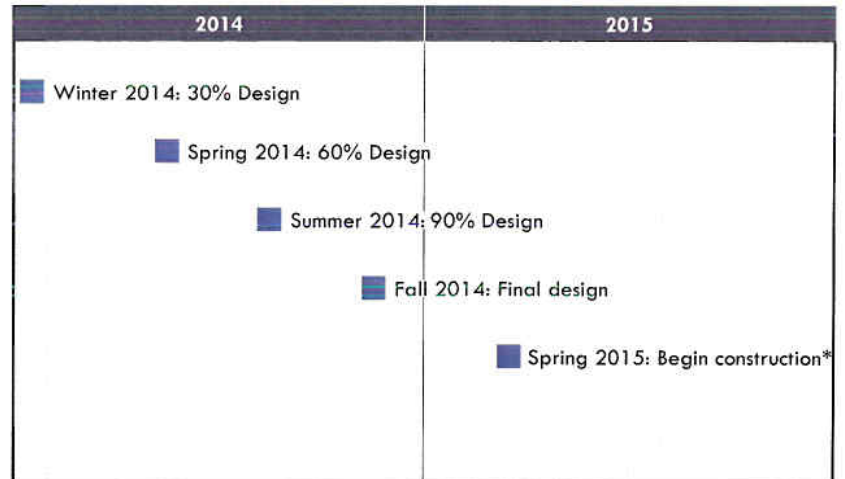 2014 2015
Winter 2014: 30% Design
Spring 2014: 60% Design
Summer 2014: 90% Design
Fall 2014: Final design
Spring 2015: Begin construction*